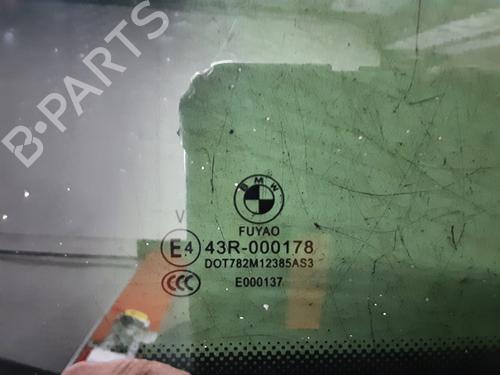 B-PARTS
BMW
FUYAO
V
E4 43R-000178
DOT782M12385AS3
CCC E000137